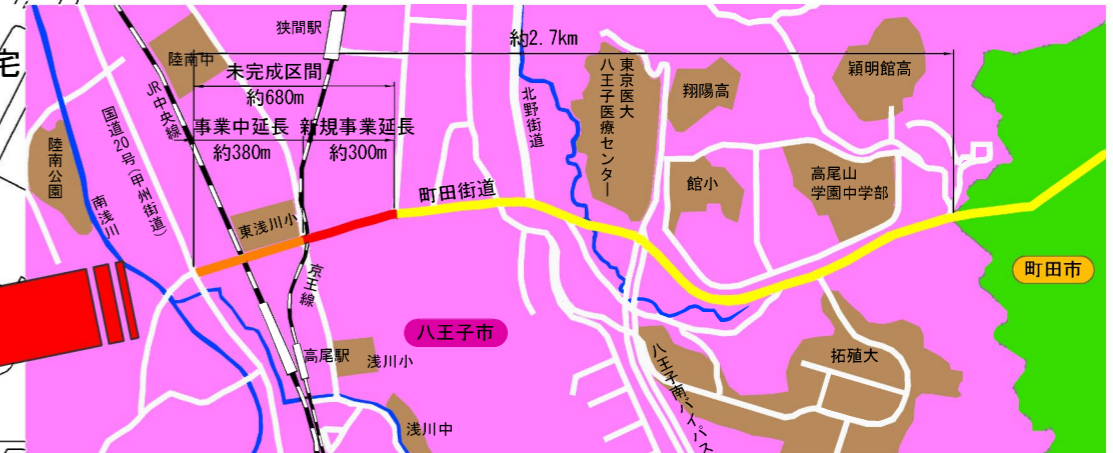 宅
狭間駅
約2.7km
陸南中
未完成区間
約680m
事業中延長 新規事業延長
約380m
約300m
JR中央線
国道20号(甲州街道)
陸南公園
南浅川
東浅川小
京王線
高尾駅
浅川小
浅川中
八王子市
町田街道
北野街道
東京医大
八王子医療センター
翔陽高
穎明館高
館小
高尾山
学園中学部
町田市
拓殖大
八王子南バイパス